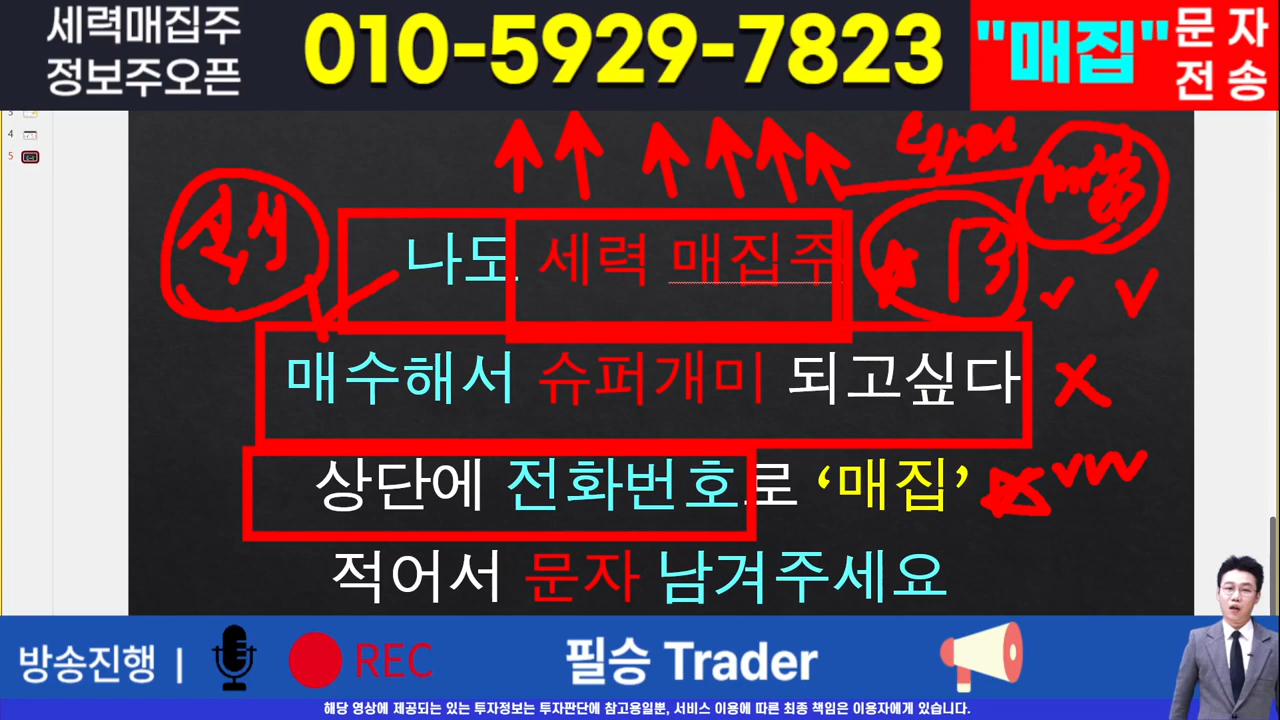 세력매집주
정보주오픈
010-5929-7823
"매집"
문자
전송
3
4
5
나도 세력 매집주
매수해서 슈퍼개미 되고싶다
상단에 전화번호로 ‘매집’
적어서 문자 남겨주세요
방송진행 |
REC
필승 Trader
해당 영상에 제공되는 있는 투자정보는 투자판단에 참고용일뿐, 서비스 이용에 따른 최종 책임은 이용자에게 있습니다.